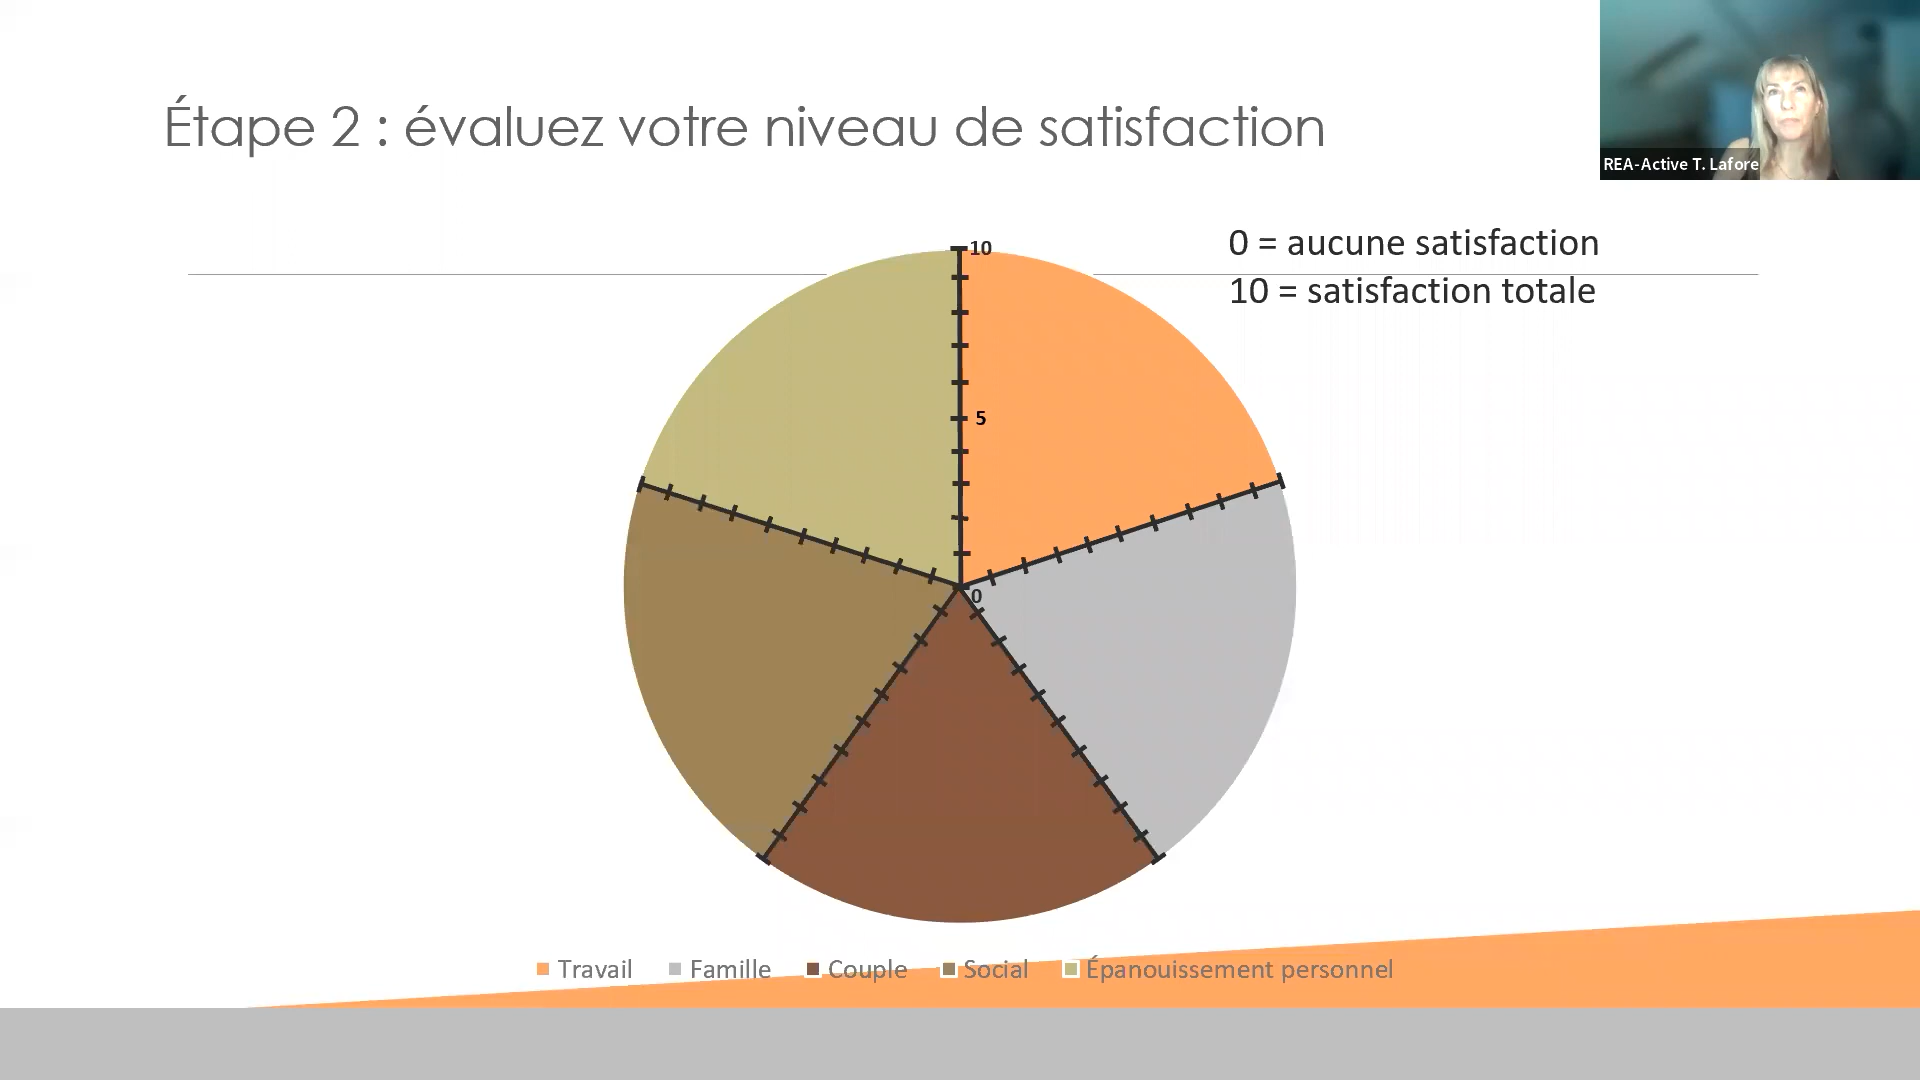 Étape 2 : évaluez votre niveau de satisfaction
REA-Active T. Lafore
0 = aucune satisfaction
10 = satisfaction totale
10
5
0
Travail Famille Couple Social Épanouissement personnel